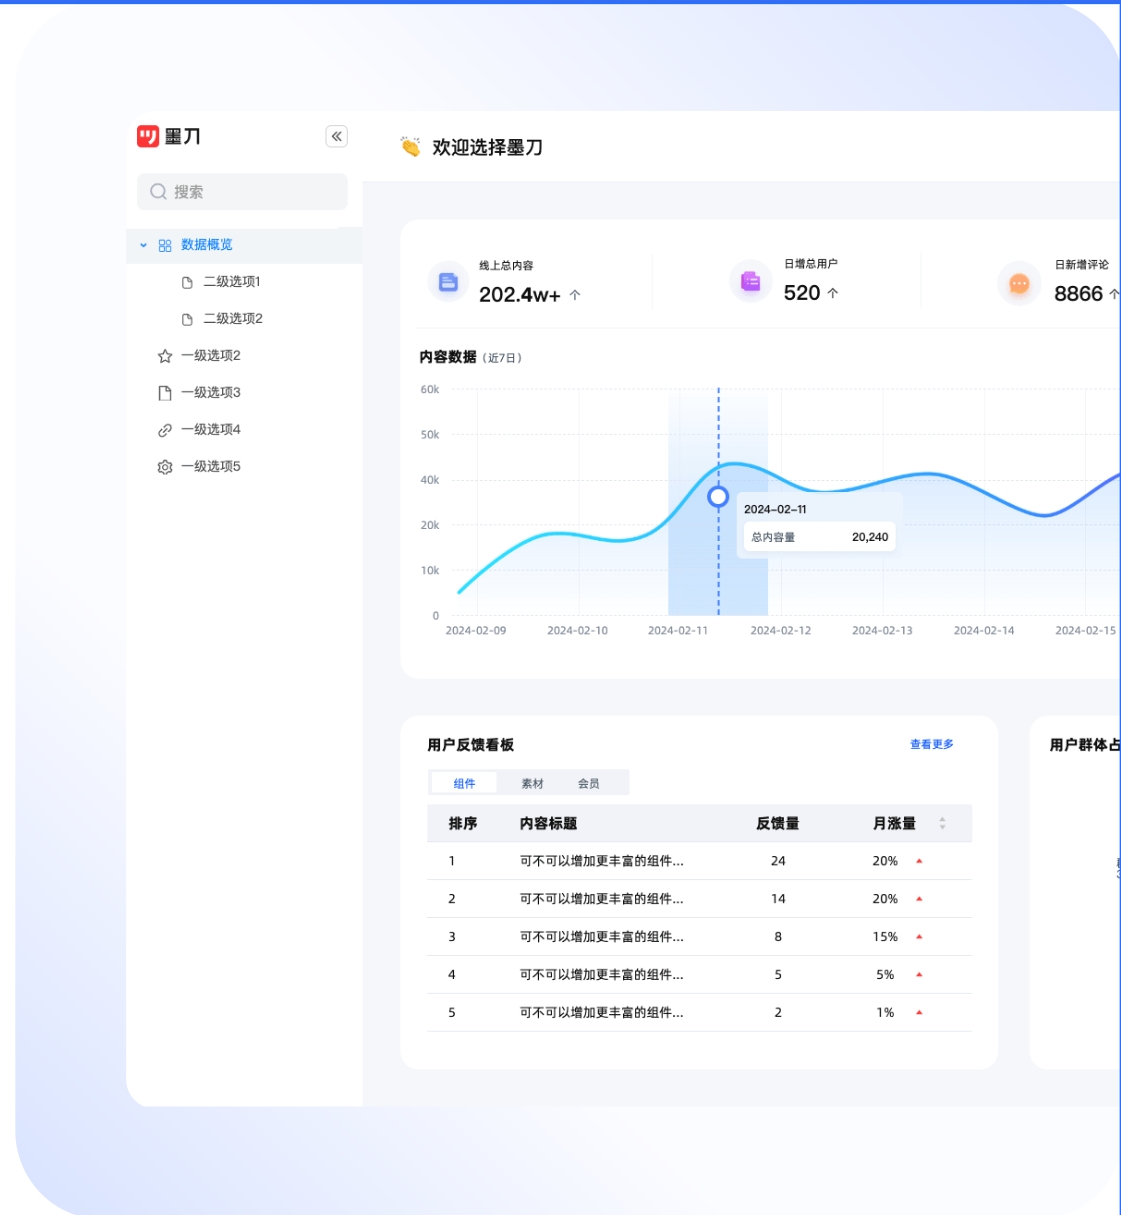 墨刀
搜索
数据概览
二级选项1
二级选项2
一级选项2
一级选项3
一级选项4
一级选项5
欢迎选择墨刀
线上总内容
202.4w+
日增总用户
520
日新增评论
8866
内容数据（近7日）
60k
50k
40k
20k
10k
0
2024-02-11
总内容量 20,240
2024-02-09 2024-02-10 2024-02-11 2024-02-12 2024-02-13 2024-02-14 2024-02-15
用户反馈看板 查看更多
组件 素材 会员
排序 内容标题 反馈量 月涨量
1 可不可以增加更丰富的组件... 24 20%
2 可不可以增加更丰富的组件... 14 20%
3 可不可以增加更丰富的组件... 8 15%
4 可不可以增加更丰富的组件... 5 5%
5 可不可以增加更丰富的组件... 2 1%
用户群体占